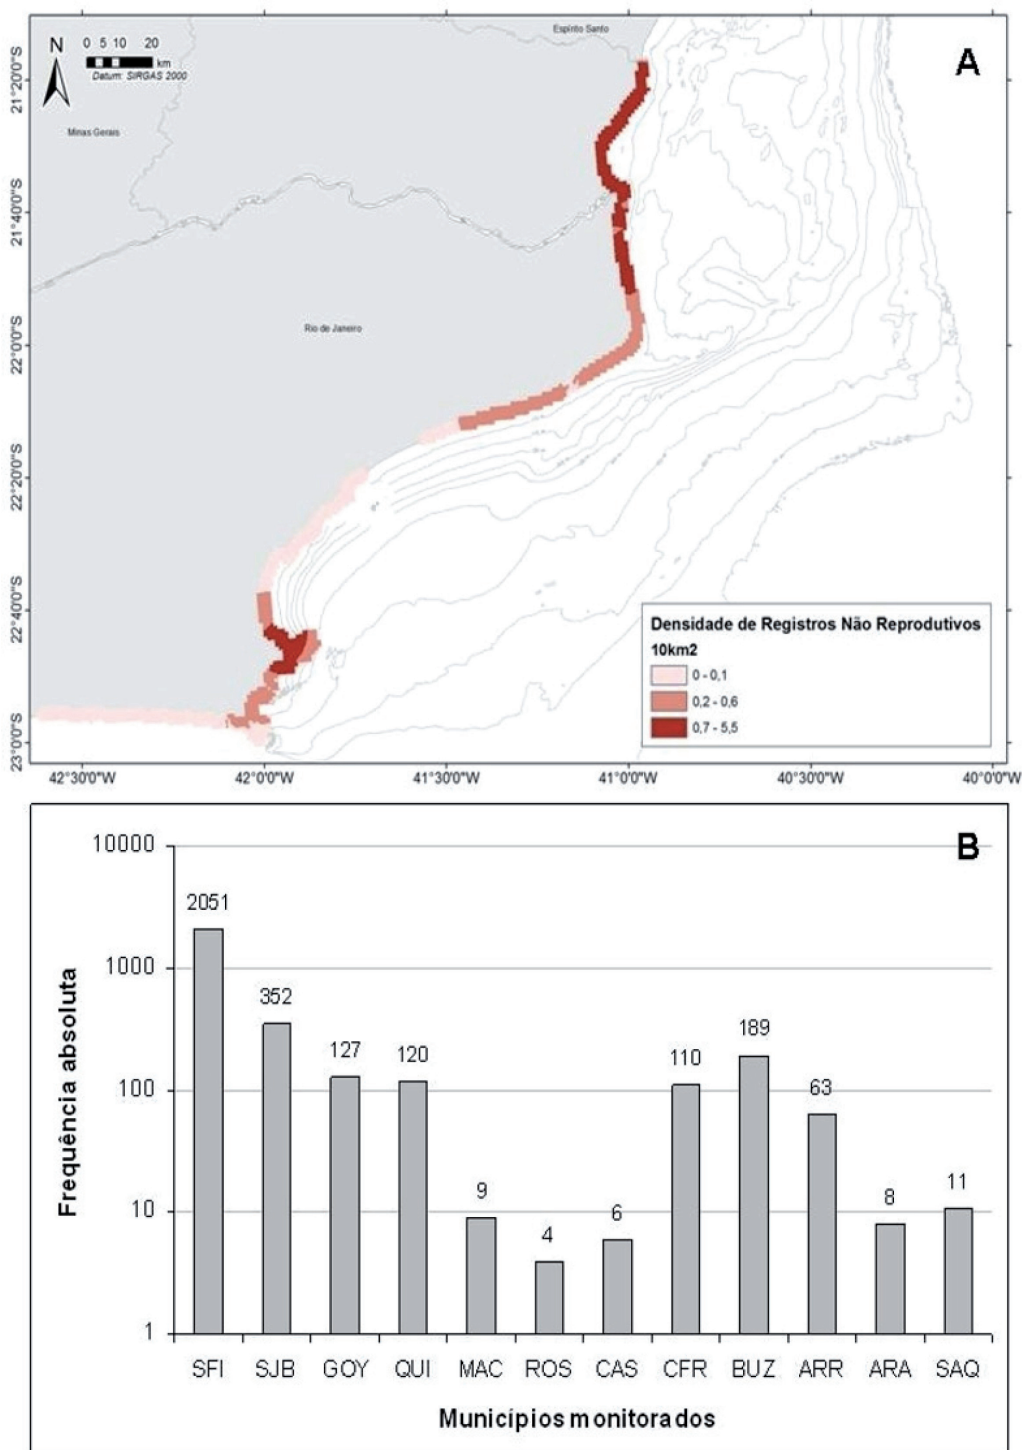 Espírito Santo
A
N
0 5 10 20
km
Datum: SIRGAS 2000
Minas Gerais
Rio de Janeiro
21°20'0"S
21°40'0"S
22°0'0"S
22°20'0"S
22°40'0"S
23°0'0"S
Densidade de Registros Não Reprodutivos
10km2
0 - 0,1
0,2 - 0,6
0,7 - 5,5
42°30'0"W 42°0'0"W 41°30'0"W 41°0'0"W 40°30'0"W 40°0'0"W
B
Frequência absoluta
10000
1000
100
10
1
2051 352 127 120 9 4 6 110 189 63 8 11
SFI SJB GOY QUI MAC ROS CAS CFR BUZ ARR ARA SAQ
Municípios monitorados